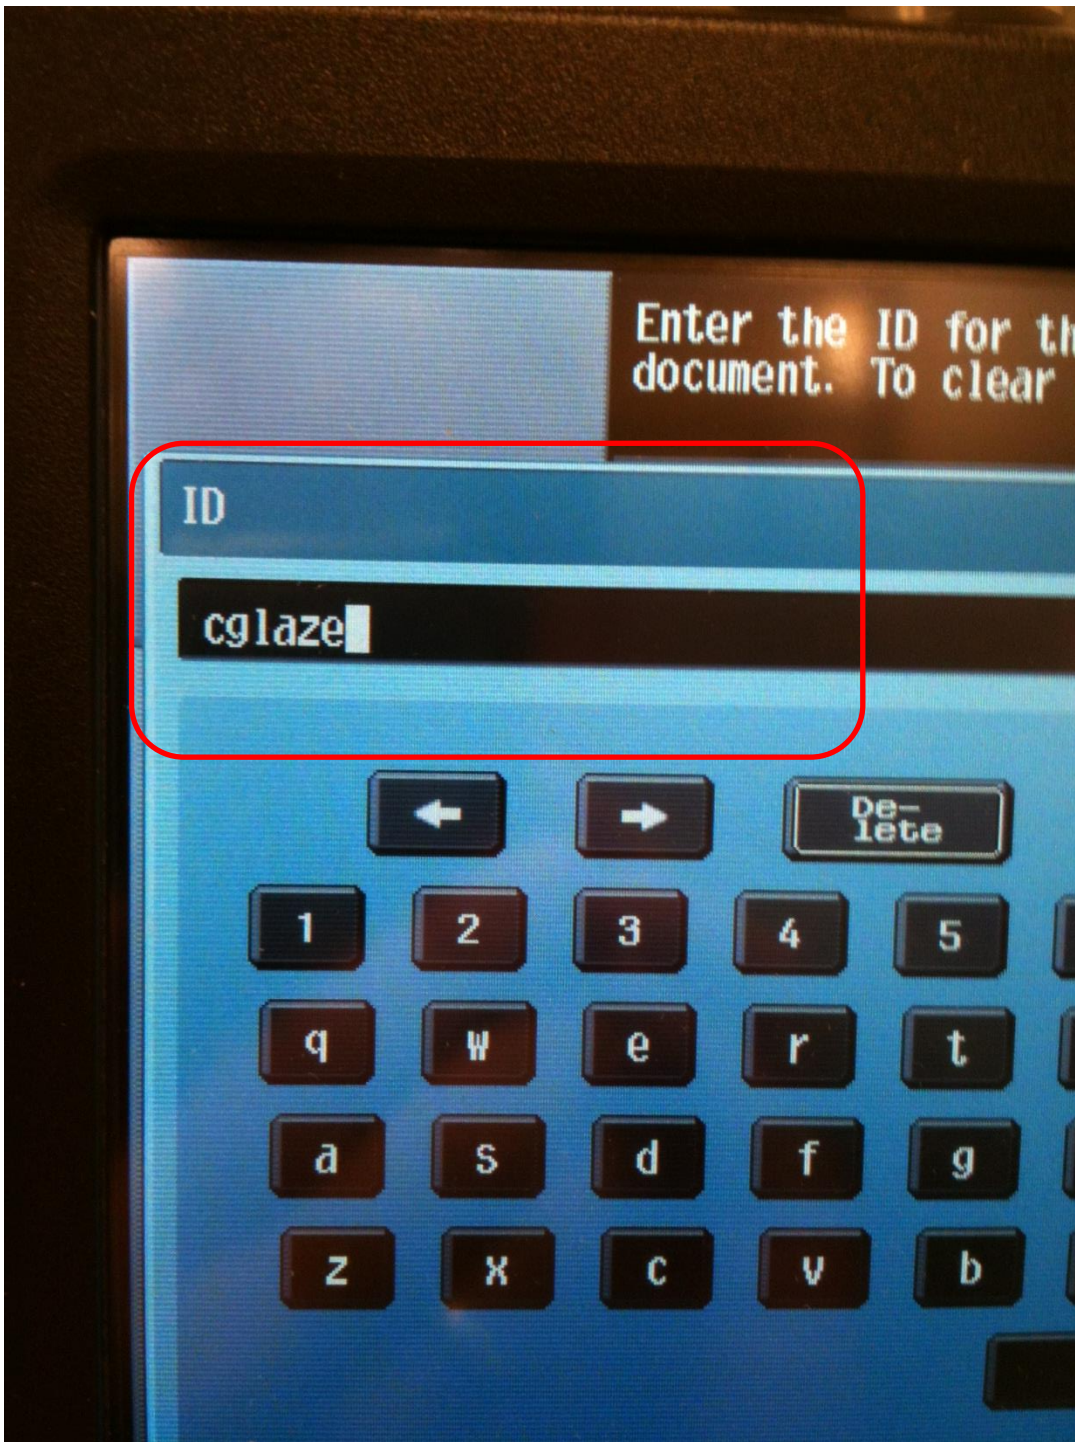 Enter the ID for th
document. To clear
ID
cglaze
De-
lete
1 2 3 4 5
q w e r t
a s d f g
z x c v b